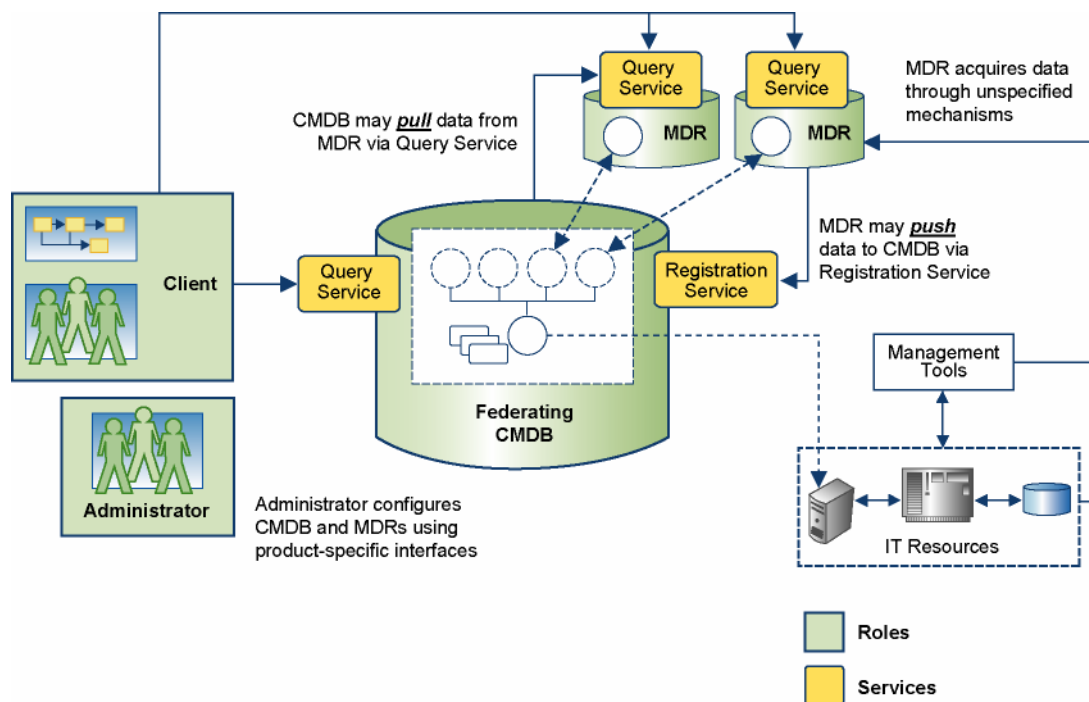 Query
Service
MDR
Query
Service
MDR
MDR acquires data
through unspecified
mechanisms
CMDB may pull data from
MDR via Query Service
Client
Query
Service
Registration
Service
MDR may push
data to CMDB via
Registration Service
Federating
CMDB
Management
Tools
Administrator
Administrator configures
CMDB and MDRs using
product-specific interfaces
IT Resources
Roles
Services